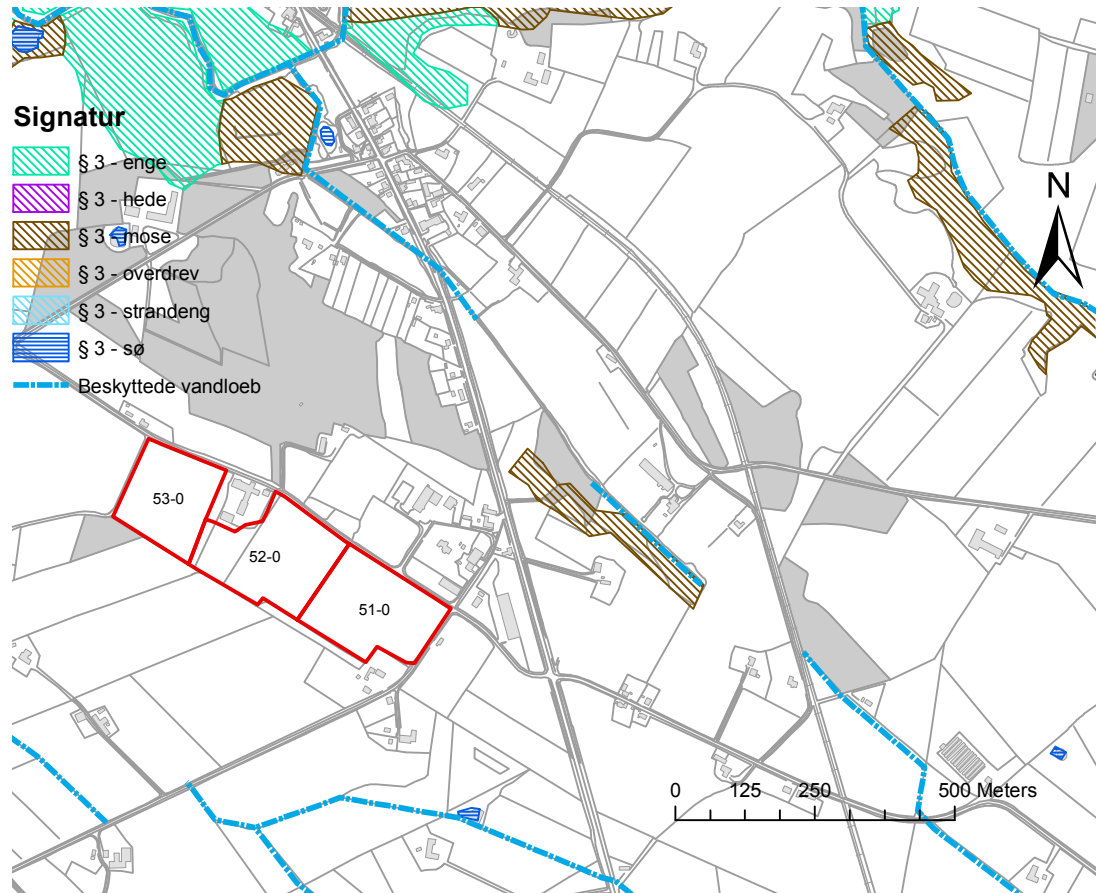 Signatur
§ 3 - enge
§ 3 - hede
§ 3 - mose
§ 3 - overdrev
§ 3 - strandeng
§ 3 - sø
Beskyttede vandloeb
N
53-0
52-0
51-0
0 125 250 500 Meters